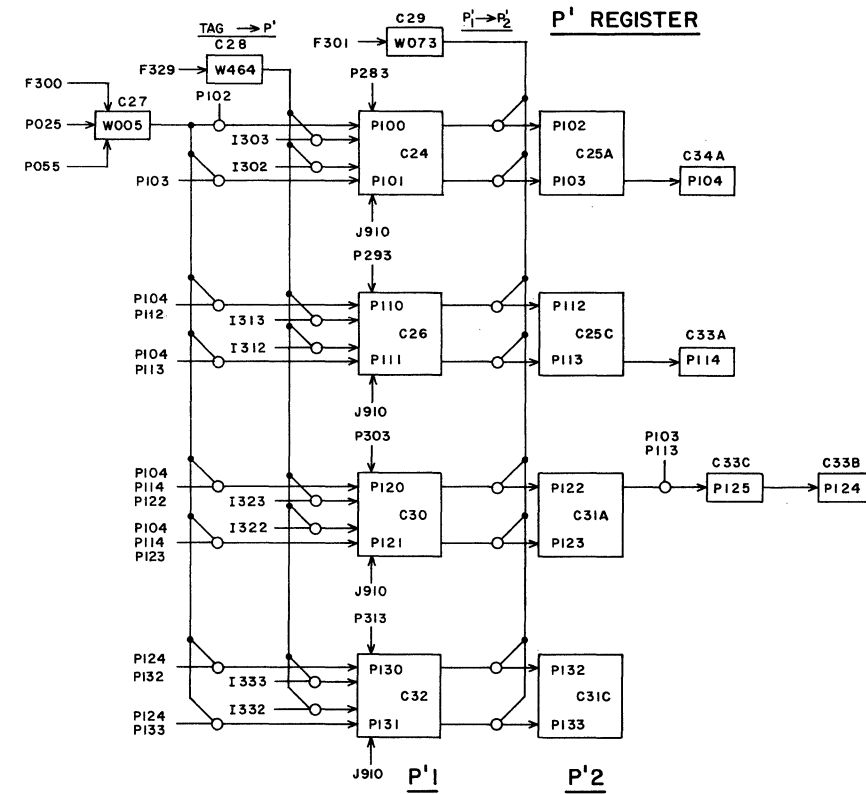 P' REGISTER
TAG → P'
C28
C29
P'1→P'2
F301
W073
F329
W464
F300
C27
P025
W005
P055
P102
P283
I303
P100
C24
P102
C25A
C34A
I302
P103
P101
P103
P104
J910
P293
P104
P112
I313
P110
C26
P112
C25C
C33A
I312
P104
P113
P111
P113
P114
J910
P303
P103
P113
C33C
C33B
P104
P114
P122
I323
P120
C30
P122
C31A
P125
P124
I322
P104
P114
P123
P121
P123
J910
P313
P124
P132
I333
P130
C32
P132
C31C
I332
P124
P133
P131
P133
J910
P'1
P'2